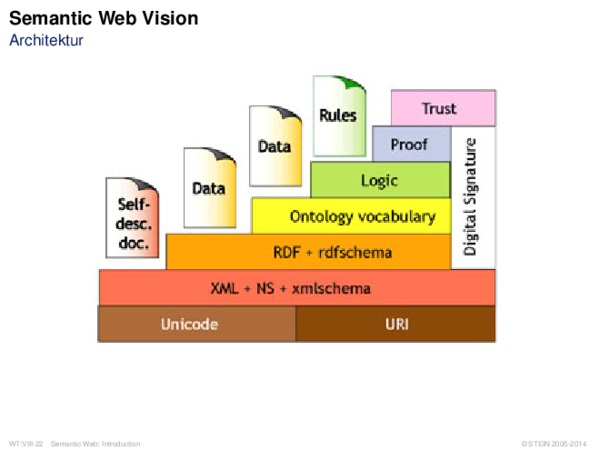 Semantic Web Vision
Architektur
Rules
Trust
Data
Proof
Data
Logic
Self-
desc.
doc.
Ontology vocabulary
Digital Signature
RDF + rdfschema
XML + NS + xmlschema
Unicode
URI
WT:VIII-22 Semantic Web: Introduction
© STEIN 2005-2014